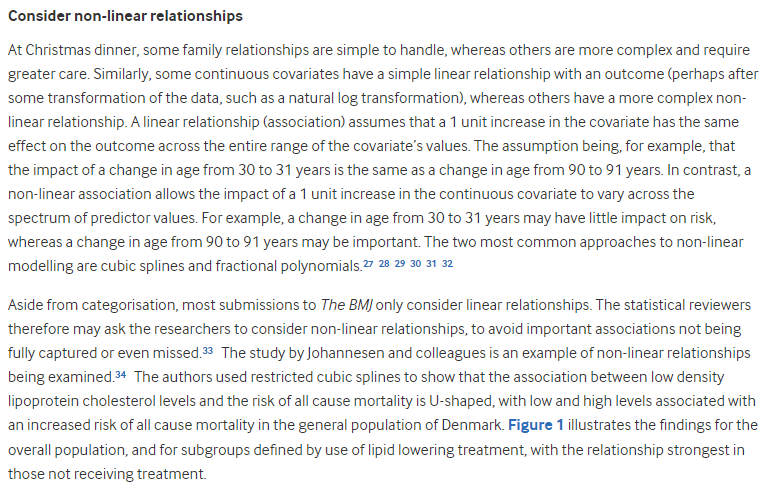 Consider non-linear relationships
At Christmas dinner, some family relationships are simple to handle, whereas others are more complex and require
greater care. Similarly, some continuous covariates have a simple linear relationship with an outcome (perhaps after
some transformation of the data, such as a natural log transformation), whereas others have a more complex non-
linear relationship. A linear relationship (association) assumes that a 1 unit increase in the covariate has the same
effect on the outcome across the entire range of the covariate's values. The assumption being, for example, that
the impact of a change in age from 30 to 31 years is the same as a change in age from 90 to 91 years. In contrast, a
non-linear association allows the impact of a 1 unit increase in the continuous covariate to vary across the
spectrum of predictor values. For example, a change in age from 30 to 31 years may have little impact on risk,
whereas a change in age from 90 to 91 years may be important. The two most common approaches to non-linear
modelling are cubic splines and fractional polynomials.27 28 29 30 31 32
Aside from categorisation, most submissions to The BMJ only consider linear relationships. The statistical reviewers
therefore may ask the researchers to consider non-linear relationships, to avoid important associations not being
fully captured or even missed.33 The study by Johannesen and colleagues is an example of non-linear relationships
being examined.34 The authors used restricted cubic splines to show that the association between low density
lipoprotein cholesterol levels and the risk of all cause mortality is U-shaped, with low and high levels associated with
an increased risk of all cause mortality in the general population of Denmark. Figure 1 illustrates the findings for the
overall population, and for subgroups defined by use of lipid lowering treatment, with the relationship strongest in
those not receiving treatment.